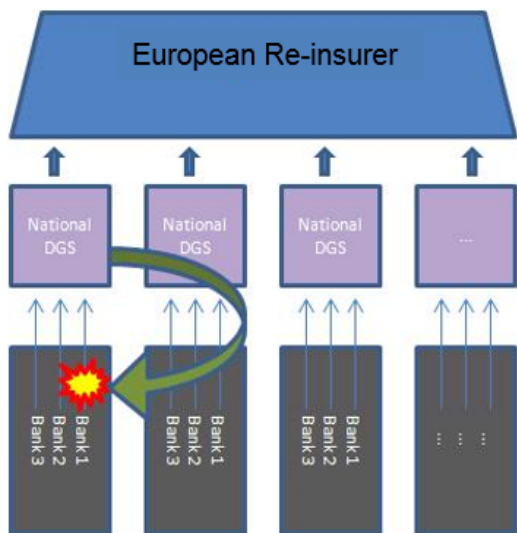 European Re-insurer
National
DGS
National
DGS
National
DGS
...
Bank 1
Bank 2
Bank 3
Bank 1
Bank 2
Bank 3
Bank 1
Bank 2
Bank 3
...
...
...